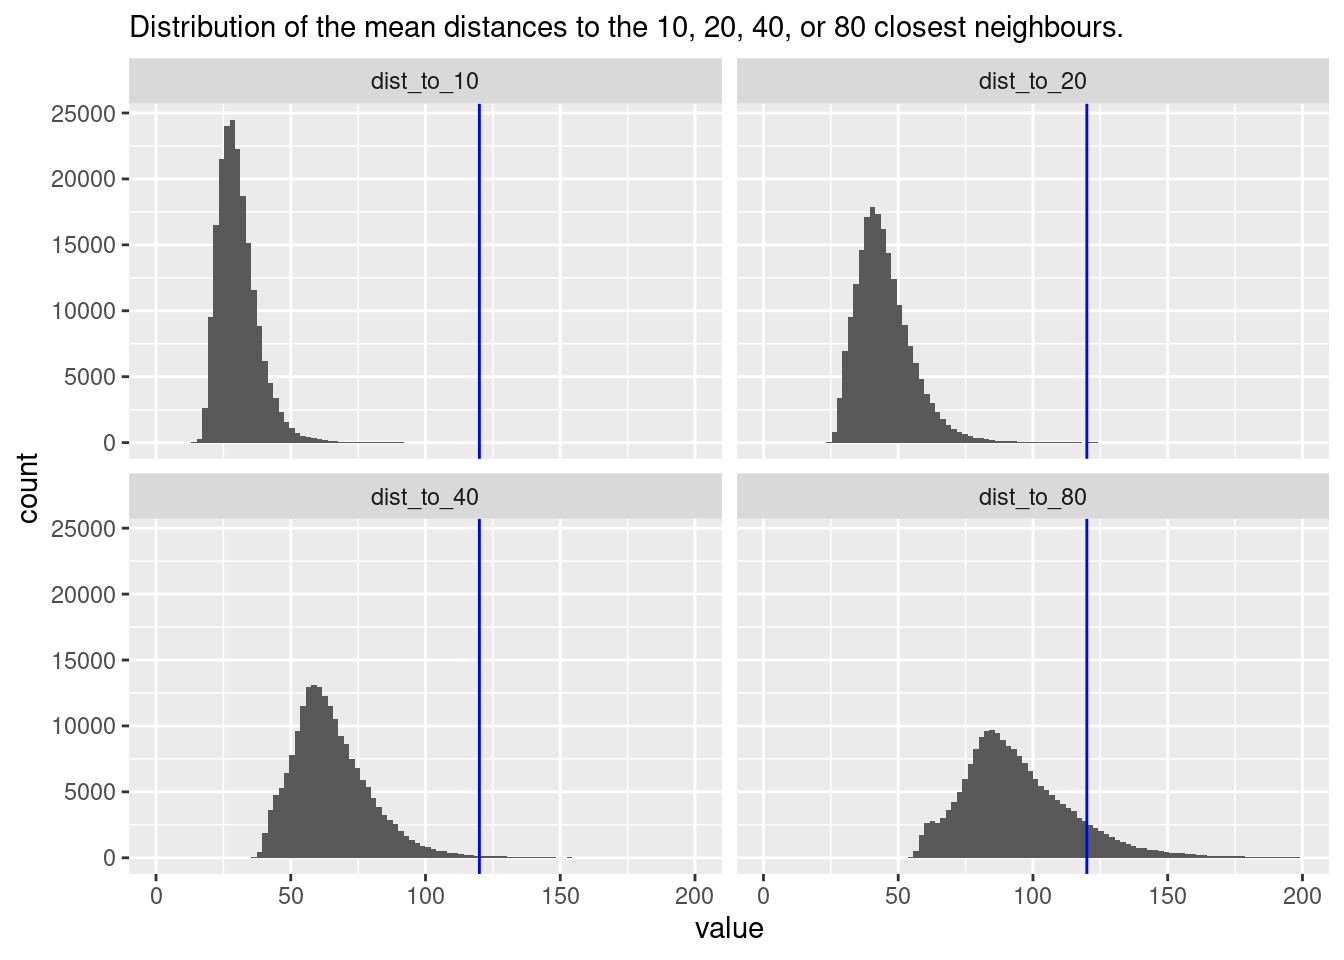 Distribution of the mean distances to the 10, 20, 40, or 80 closest neighbours.
dist_to_10
dist_to_20
25000
20000
15000
10000
5000
0
count
dist_to_40
dist_to_80
25000
20000
15000
10000
5000
0
0 50 100 150 200
0 50 100 150 200
value